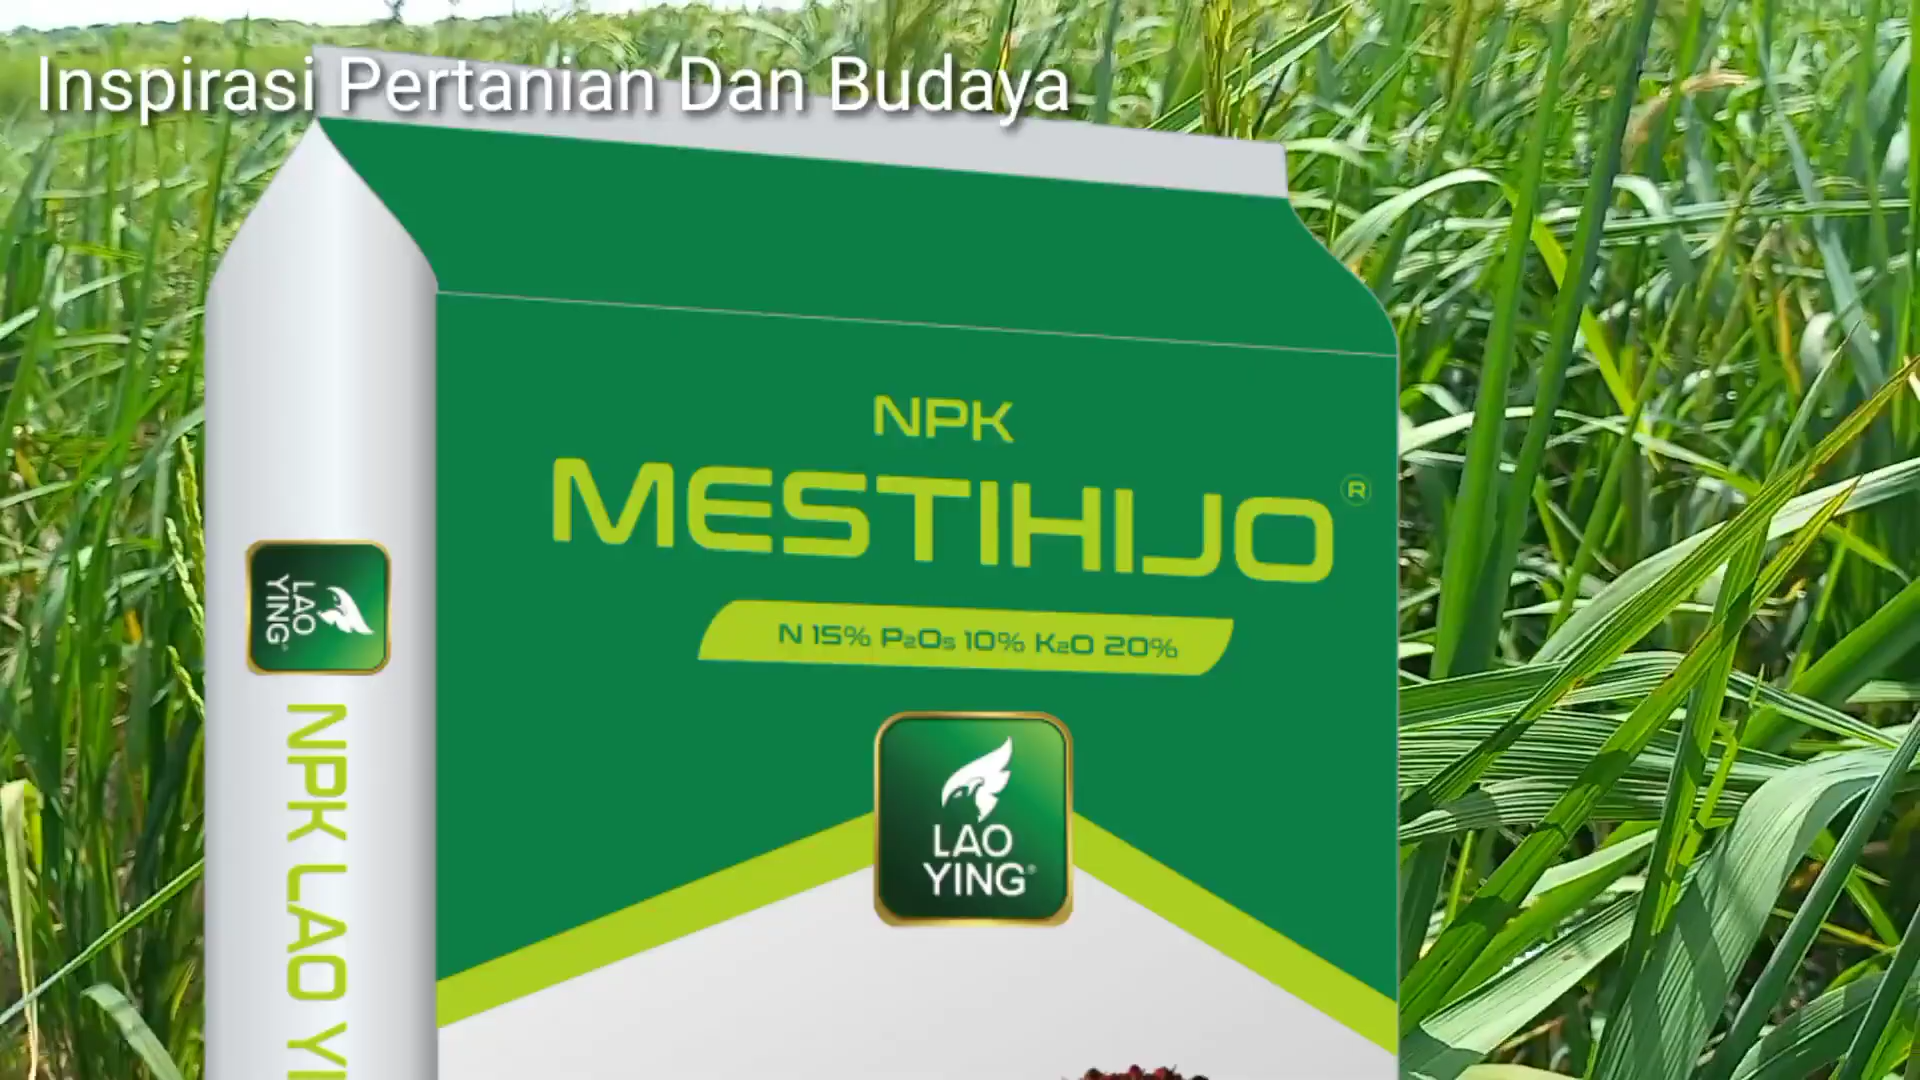 Inspirasi Pertanian Dan Budaya
NPK
MESTIHIJO®
N 15% P₂O₅ 10% K₂O 20%
LAO
YING®
LAO
YING®
NPK LAO YI